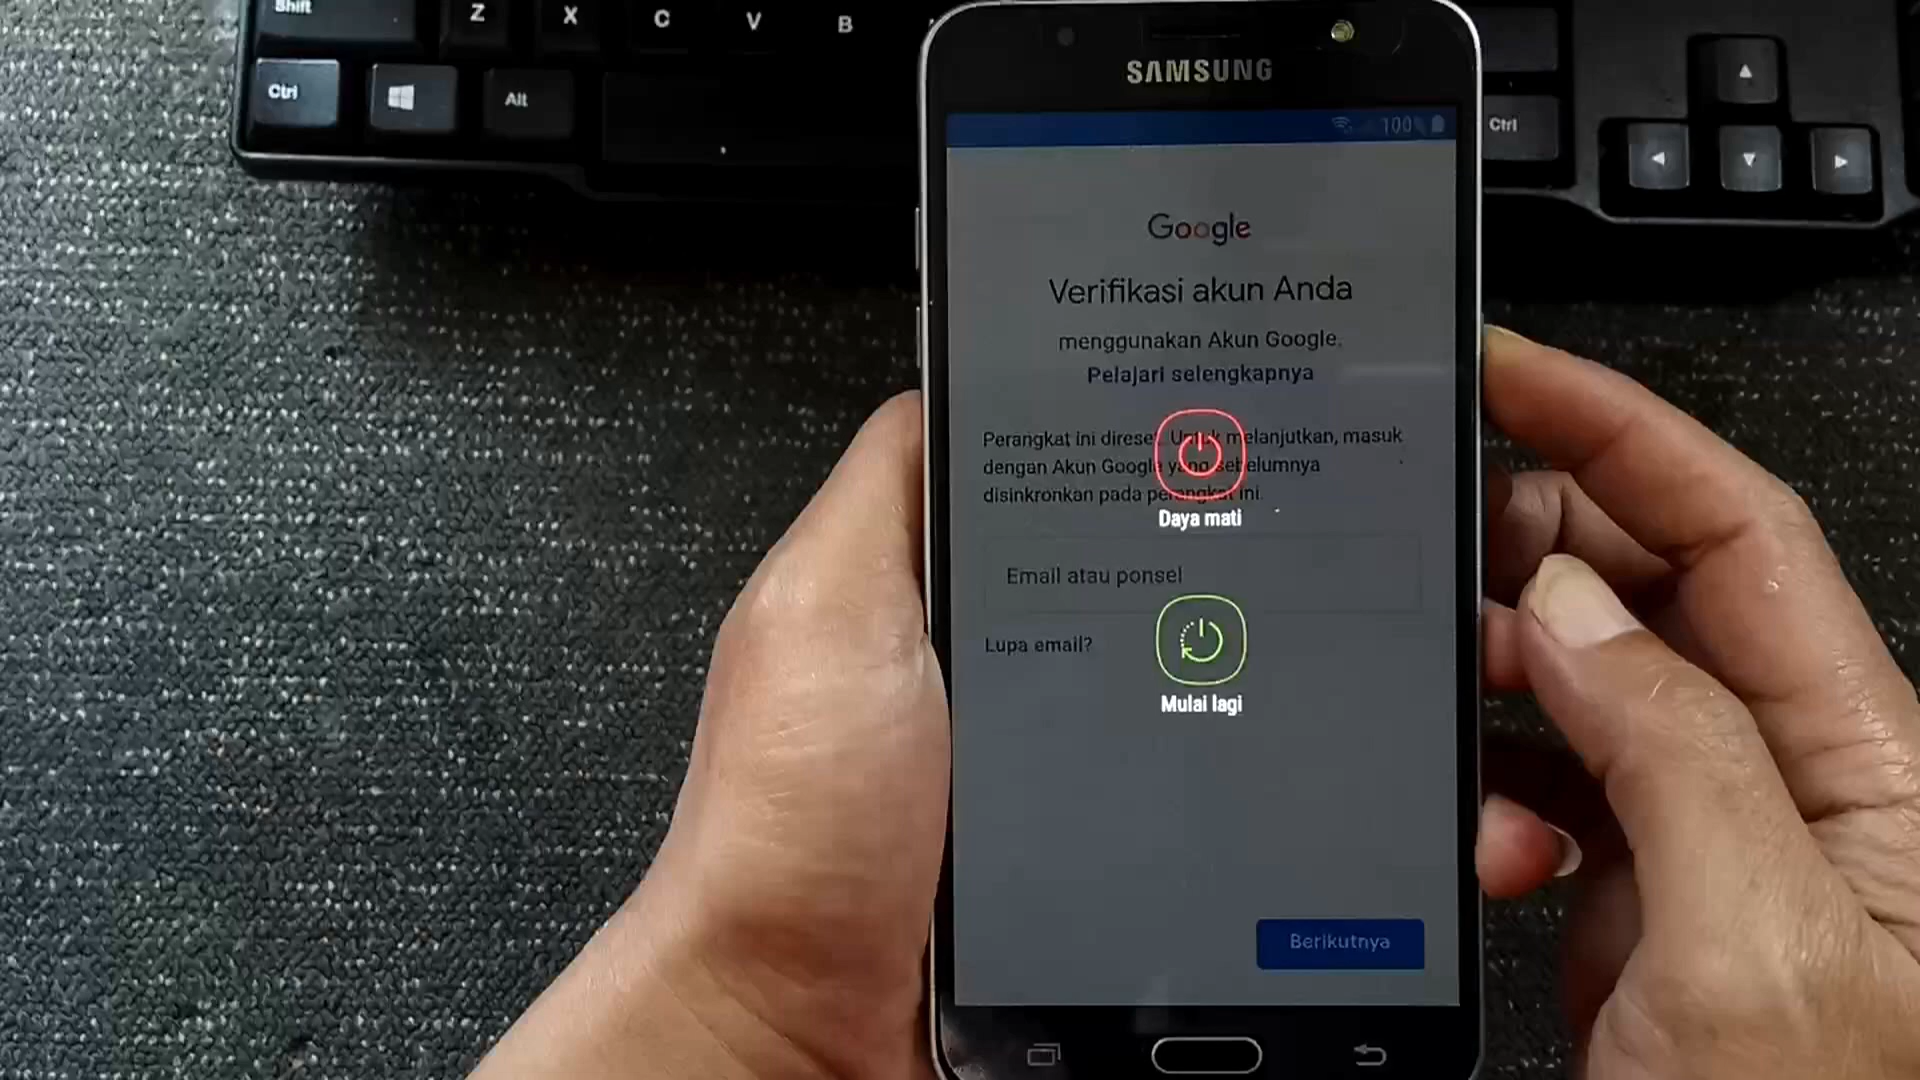 Shift
Z
X
C
V
B
Ctrl
Alt
Ctrl
SAMSUNG
100%
Google
Verifikasi akun Anda
menggunakan Akun Google.
Pelajari selengkapnya
Perangkat ini direset. Untuk melanjutkan, masuk
dengan Akun Google yang sebelumnya
disinkronkan pada perangkat ini.
Daya mati
Email atau ponsel
Lupa email?
Mulai lagi
Berikutnya